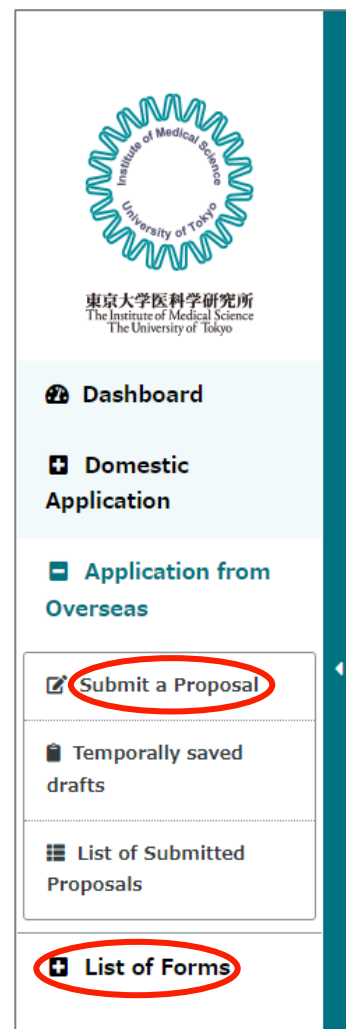 Institute of Medical Science
University of Tokyo
東京大学医科学研究所
The Institute of Medical Science
The University of Tokyo
Dashboard
Domestic
Application
Application from
Overseas
Submit a Proposal
Temporally saved
drafts
List of Submitted
Proposals
List of Forms